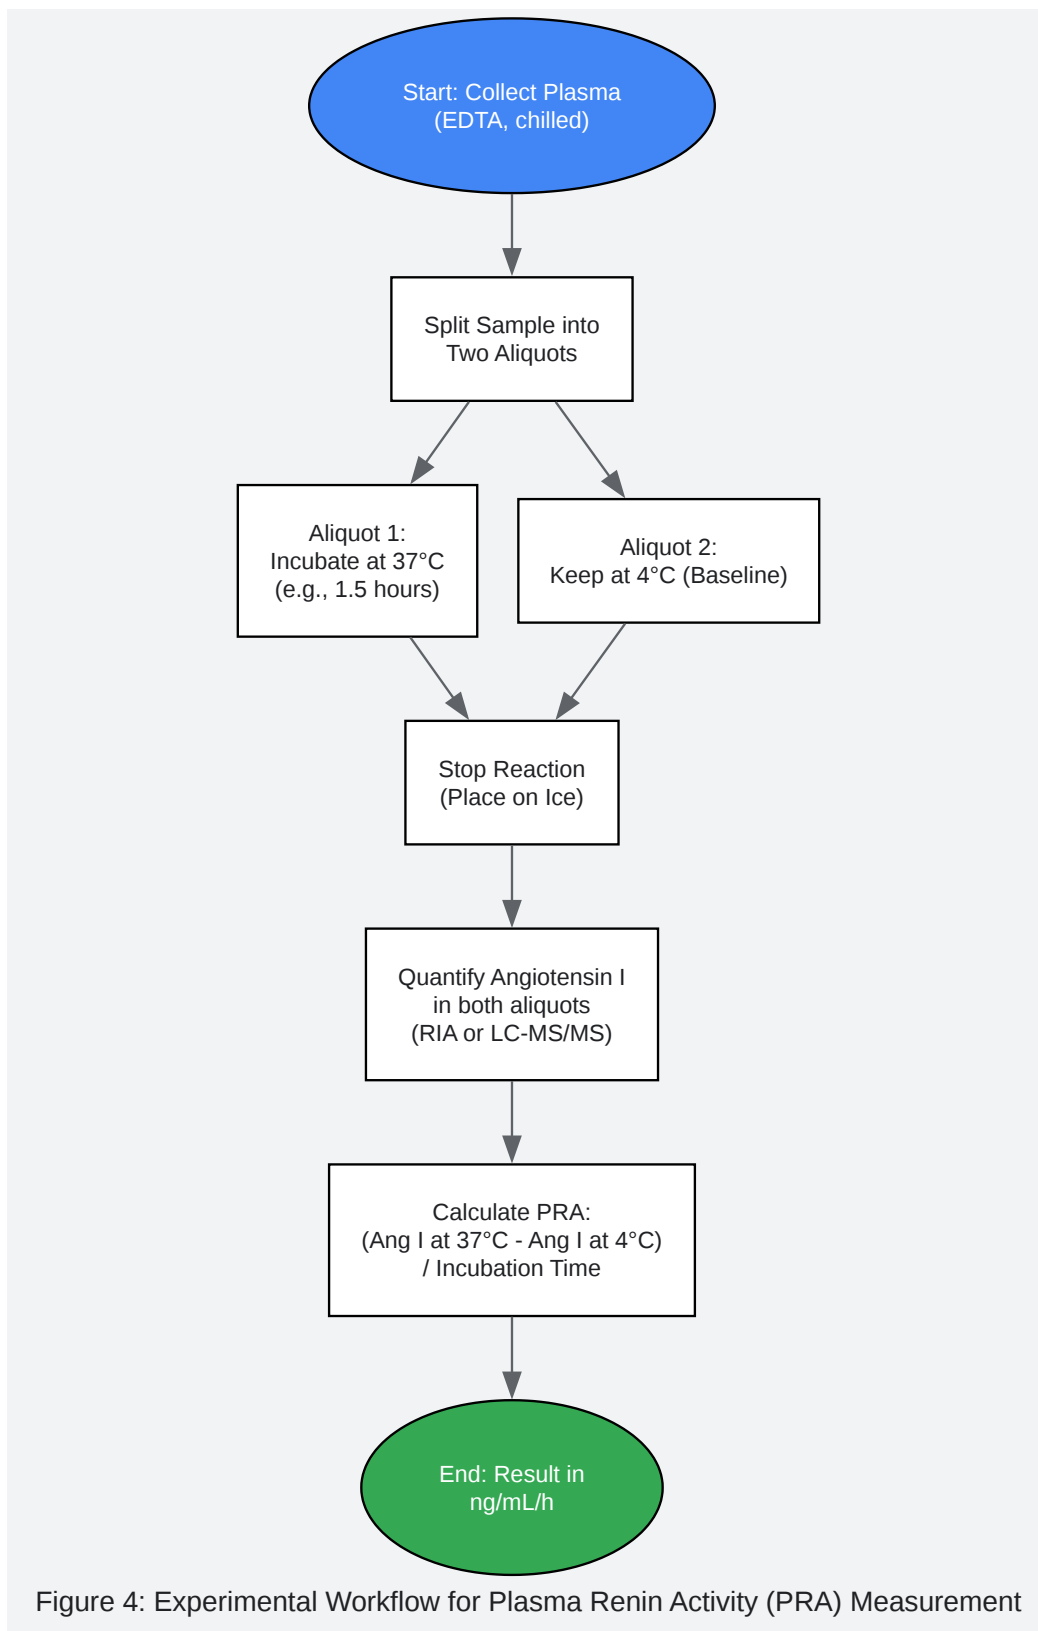 Start: Collect Plasma
(EDTA, chilled)
Split Sample into
Two Aliquots
Aliquot 1:
Incubate at 37°C
(e.g., 1.5 hours)
Aliquot 2:
Keep at 4°C (Baseline)
Stop Reaction
(Place on Ice)
Quantify Angiotensin I
in both aliquots
(RIA or LC-MS/MS)
Calculate PRA:
(Ang I at 37°C - Ang I at 4°C)
/ Incubation Time
End: Result in
ng/mL/h
Figure 4: Experimental Workflow for Plasma Renin Activity (PRA) Measurement